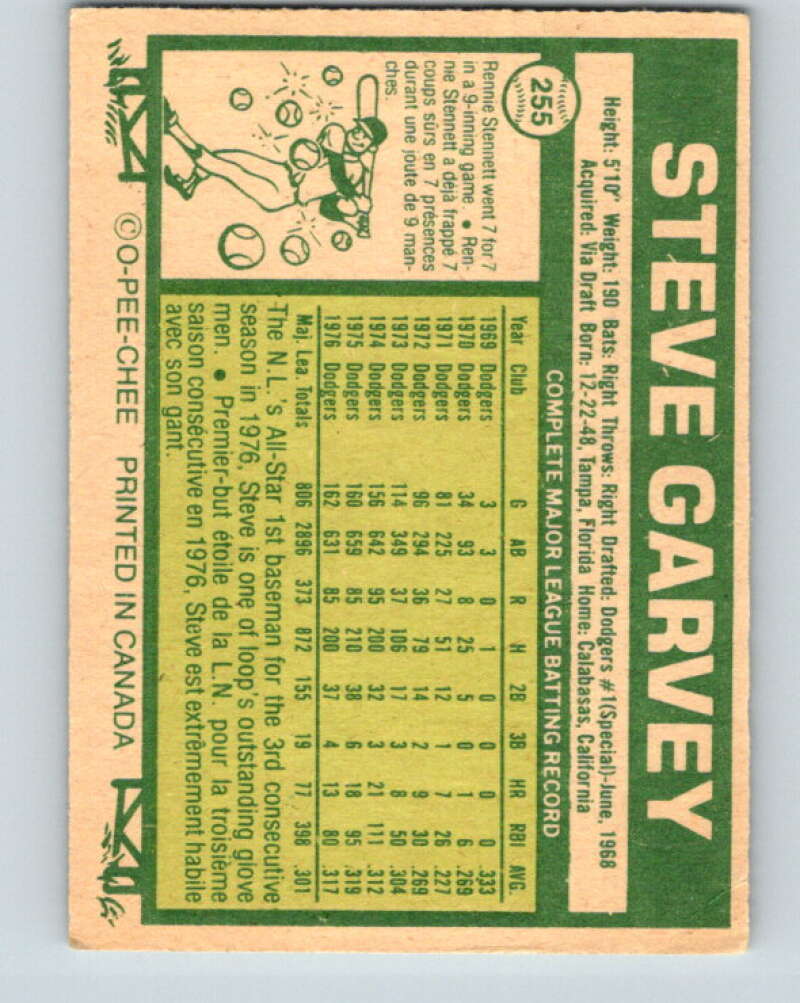 STEVE GARVEY
Height: 5'10" Weight: 190 Bats: Right Throws: Right Drafted: Dodgers #1(Special)-June, 1968
Acquired: Via Draft Born: 12-22-48, Tampa, Florida Home: Calabasas, California
255
Rennie Stennett went 7 for 7
in a 9-inning game. ● Ren-
nie Stennett a déjà frappé 7
coups sûrs en 7 présences
durant une joute de 9 man-
ches.
COMPLETE MAJOR LEAGUE BATTING RECORD
Year Club G AB R H 2B 3B HR RBI AVG.
1969 Dodgers 3 3 0 1 0 0 0 0 .333
1970 Dodgers 34 93 8 25 5 0 1 6 .269
1971 Dodgers 81 225 27 51 12 1 7 26 .227
1972 Dodgers 96 294 36 79 14 2 9 30 .269
1973 Dodgers 114 349 37 106 17 3 8 50 .304
1974 Dodgers 156 642 95 200 32 3 21 111 .312
1975 Dodgers 160 659 85 210 38 6 18 95 .319
1976 Dodgers 162 631 85 200 37 4 13 80 .317
Maj. Lea. Totals 806 2896 373 872 155 19 77 398 .301
The N.L.'s All-Star 1st baseman for the 3rd consecutive
season in 1976, Steve is one of loop's outstanding glove
men. ● Premier-but étoile de la L.N. pour la troisième
saison consécutive en 1976, Steve est extrêmement habile
avec son gant.
©O-PEE-CHEE PRINTED IN CANADA